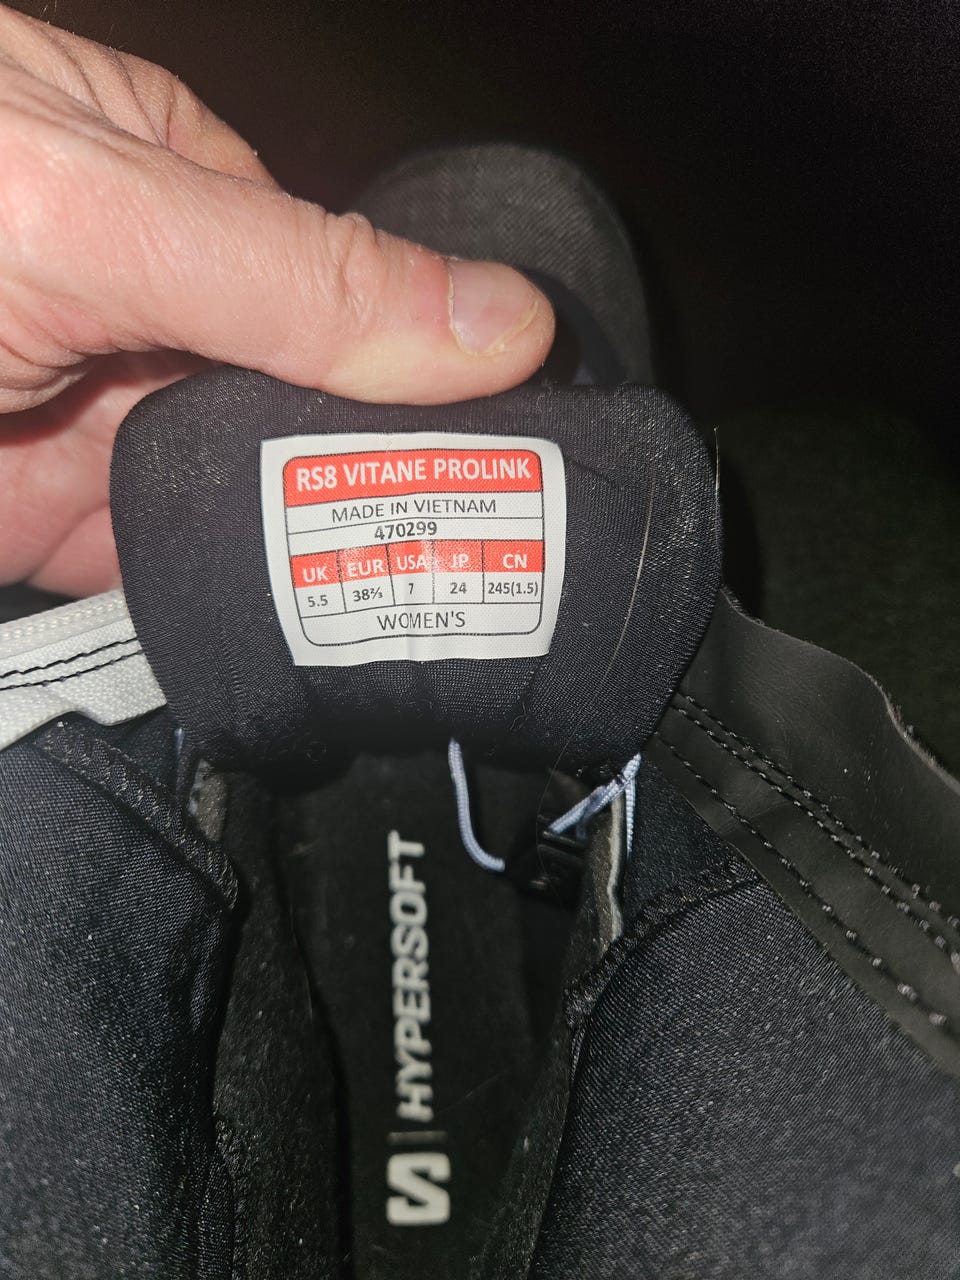 RS8 VITANE PROLINK
MADE IN VIETNAM
470299
UK EUR USA JP CN
5.5 38⅔ 7 24 245(1.5)
WOMEN'S
HYPERSOFT